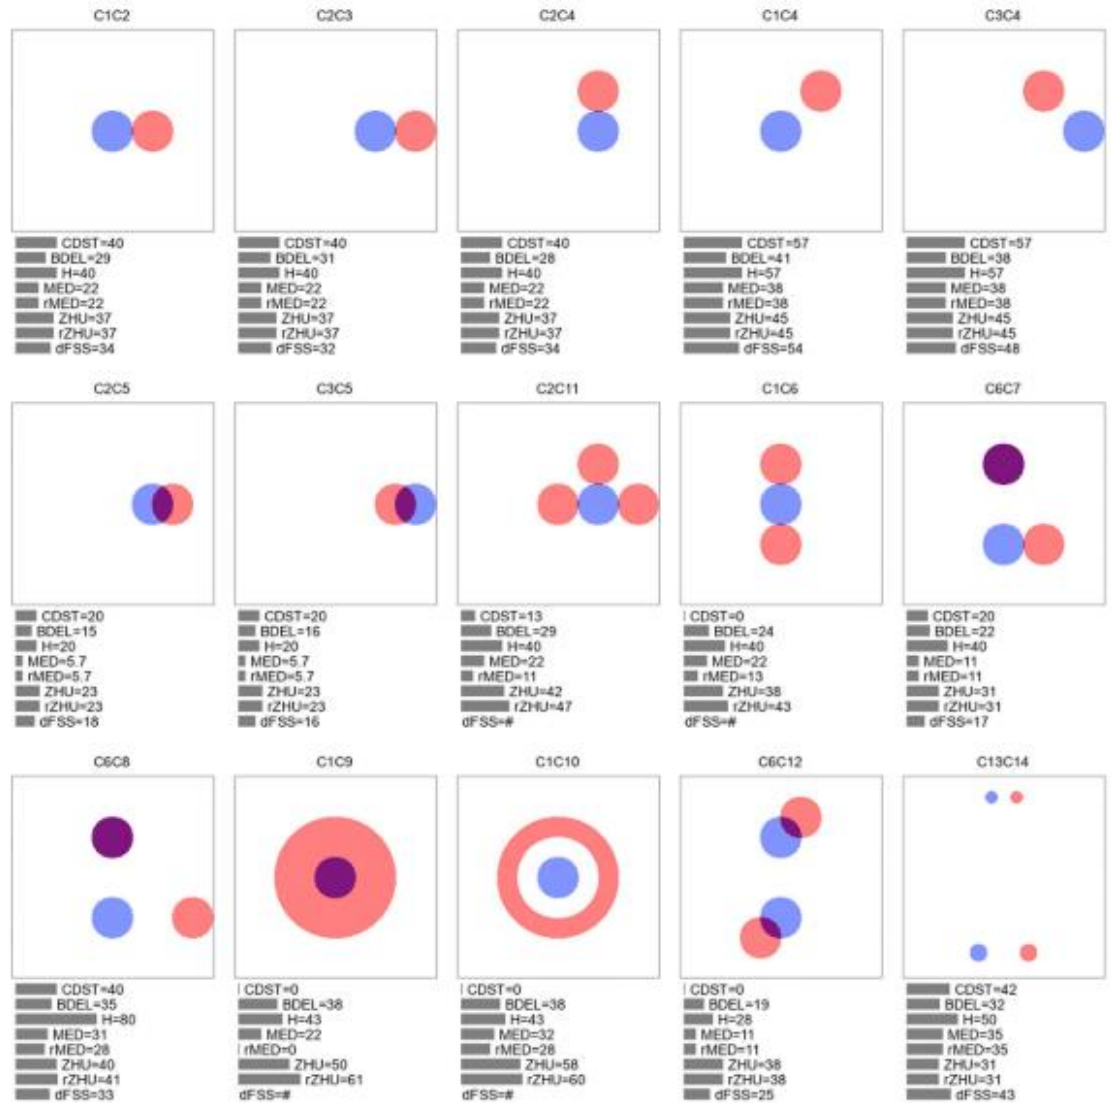 C1C2 C2C3 C2C4 C1C4 C3C4
CDST=40 CDST=40 CDST=40 CDST=57 CDST=57
BDEL=29 BDEL=31 BDEL=28 BDEL=41 BDEL=38
H=40 H=40 H=40 H=57 H=57
MED=22 MED=22 MED=22 MED=38 MED=38
rMED=22 rMED=22 rMED=22 rMED=38 rMED=38
ZHU=37 ZHU=37 ZHU=37 ZHU=45 ZHU=45
rZHU=37 rZHU=37 rZHU=37 rZHU=45 rZHU=45
dFSS=34 dFSS=32 dFSS=34 dFSS=54 dFSS=48
C2C5 C3C5 C2C11 C1C6 C6C7
CDST=20 CDST=20 CDST=13 CDST=0 CDST=20
BDEL=15 BDEL=16 BDEL=29 BDEL=24 BDEL=22
H=20 H=20 H=40 H=40 H=40
MED=5.7 MED=5.7 MED=22 MED=22 MED=11
rMED=5.7 rMED=5.7 rMED=11 rMED=13 rMED=11
ZHU=23 ZHU=23 ZHU=42 ZHU=38 ZHU=31
rZHU=23 rZHU=23 rZHU=47 rZHU=43 rZHU=31
dFSS=18 dFSS=16 dFSS=# dFSS=# dFSS=17
C6C8 C1C9 C1C10 C6C12 C13C14
CDST=40 CDST=0 CDST=0 CDST=0 CDST=42
BDEL=35 BDEL=38 BDEL=38 BDEL=19 BDEL=32
H=80 H=43 H=43 H=28 H=50
MED=31 MED=22 MED=32 MED=11 MED=35
rMED=28 rMED=0 rMED=28 rMED=11 rMED=35
ZHU=40 ZHU=50 ZHU=58 ZHU=38 ZHU=31
rZHU=41 rZHU=61 rZHU=60 rZHU=38 rZHU=31
dFSS=33 dFSS=# dFSS=# dFSS=25 dFSS=43